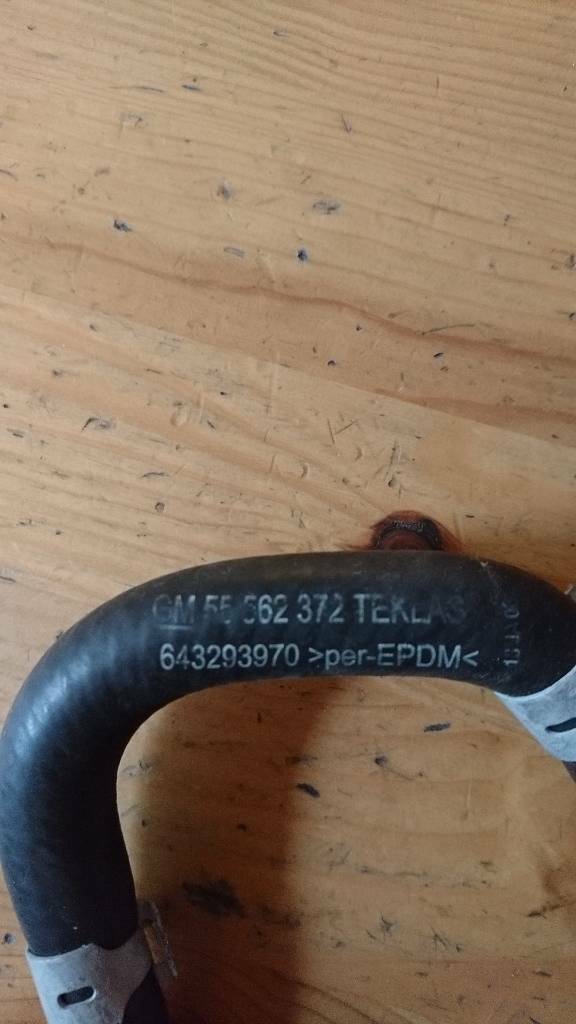 GM 55 562 372 TEKLAS
643293970 >per-EPDM<